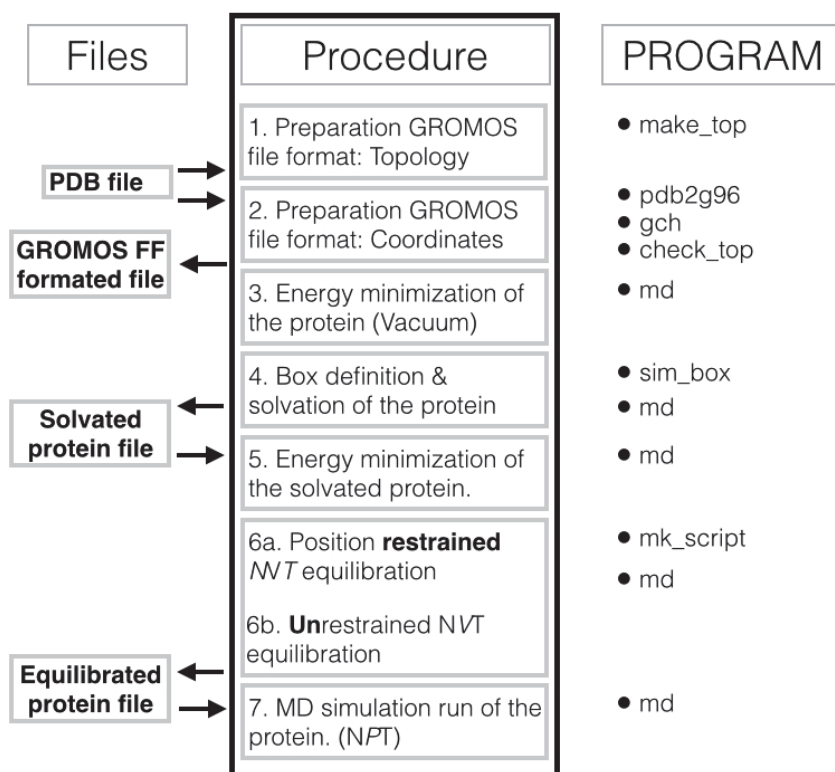 Files
Procedure
PROGRAM
1. Preparation GROMOS
file format: Topology
• make_top
PDB file
2. Preparation GROMOS
file format: Coordinates
• pdb2g96
• gch
• check_top
GROMOS FF
formated file
3. Energy minimization of
the protein (Vacuum)
• md
4. Box definition &
solvation of the protein
• sim_box
• md
Solvated
protein file
5. Energy minimization of
the solvated protein.
• md
6a. Position restrained
NVT equilibration
• mk_script
• md
6b. Unrestrained NVT
equilibration
Equilibrated
protein file
7. MD simulation run of the
protein. (NPT)
• md